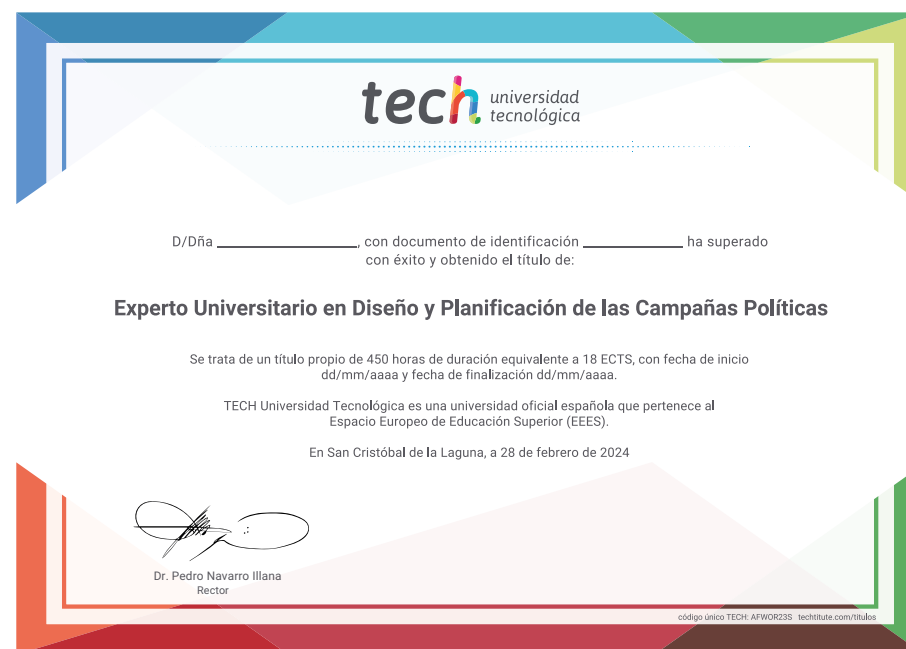 tech universidad
tecnológica
D/Dña ____________________, con documento de identificación ______________ ha superado
con éxito y obtenido el título de:
Experto Universitario en Diseño y Planificación de las Campañas Políticas
Se trata de un título propio de 450 horas de duración equivalente a 18 ECTS, con fecha de inicio
dd/mm/aaaa y fecha de finalización dd/mm/aaaa.
TECH Universidad Tecnológica es una universidad oficial española que pertenece al
Espacio Europeo de Educación Superior (EEES).
En San Cristóbal de la Laguna, a 28 de febrero de 2024
Dr. Pedro Navarro Illana
Rector
código único TECH: AFWOR23S techtitute.com/titulos